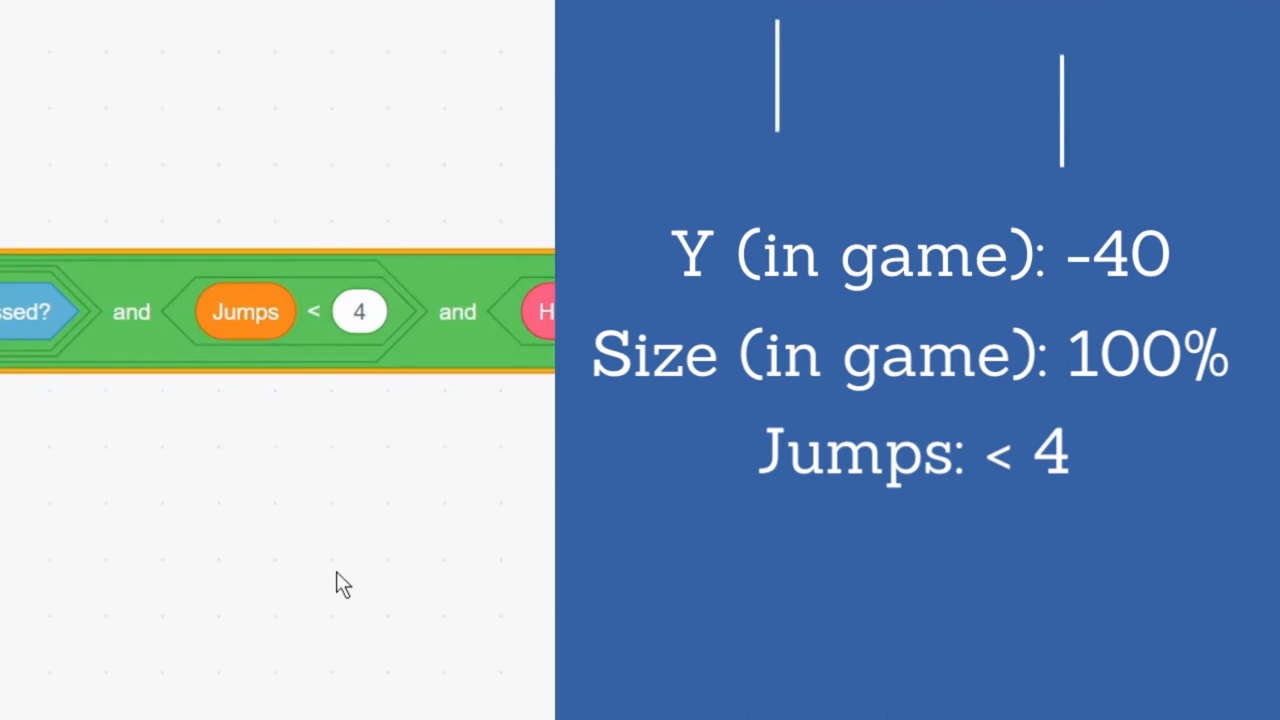 ssed? and Jumps < 4 and H
Y (in game): -40
Size (in game): 100%
Jumps: < 4